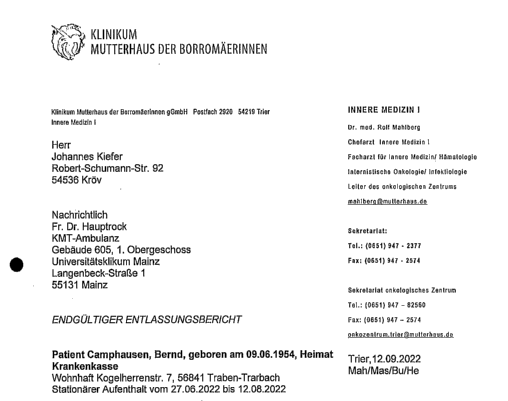 KLINIKUM
MUTTERHAUS DER BORROMÄERINNEN
Klinikum Mutterhaus der Borromäerinnen gGmbH Postfach 2920 54219 Trier
Innere Medizin I
Herr
Johannes Kiefer
Robert-Schumann-Str. 92
54536 Kröv
Nachrichtlich
Fr. Dr. Hauptrock
KMT-Ambulanz
Gebäude 605, 1. Obergeschoss
Universitätsklikum Mainz
Langenbeck-Straße 1
55131 Mainz
INNERE MEDIZIN I
Dr. med. Rolf Mahlberg
Chefarzt Innere Medizin I
Facharzt für Innere Medizin/ Hämatologie
Internistische Onkologie/ Infektiologie
Leiter des onkologischen Zentrums
mahlberg@mutterhaus.de
Sekretariat:
Tel.: (0651) 947 - 2377
Fax: (0651) 947 - 2574
Sekretariat onkologisches Zentrum
Tel.: (0651) 947 – 82560
Fax: (0651) 947 – 2574
onkozentrum.trier@mutterhaus.de
ENDGÜLTIGER ENTLASSUNGSBERICHT
Trier,12.09.2022
Mah/Mas/Bu/He
Patient Camphausen, Bernd, geboren am 09.06.1954, Heimat
Krankenkasse
Wohnhaft Kogelherrenstr. 7, 56841 Traben-Trarbach
Stationärer Aufenthalt vom 27.06.2022 bis 12.08.2022